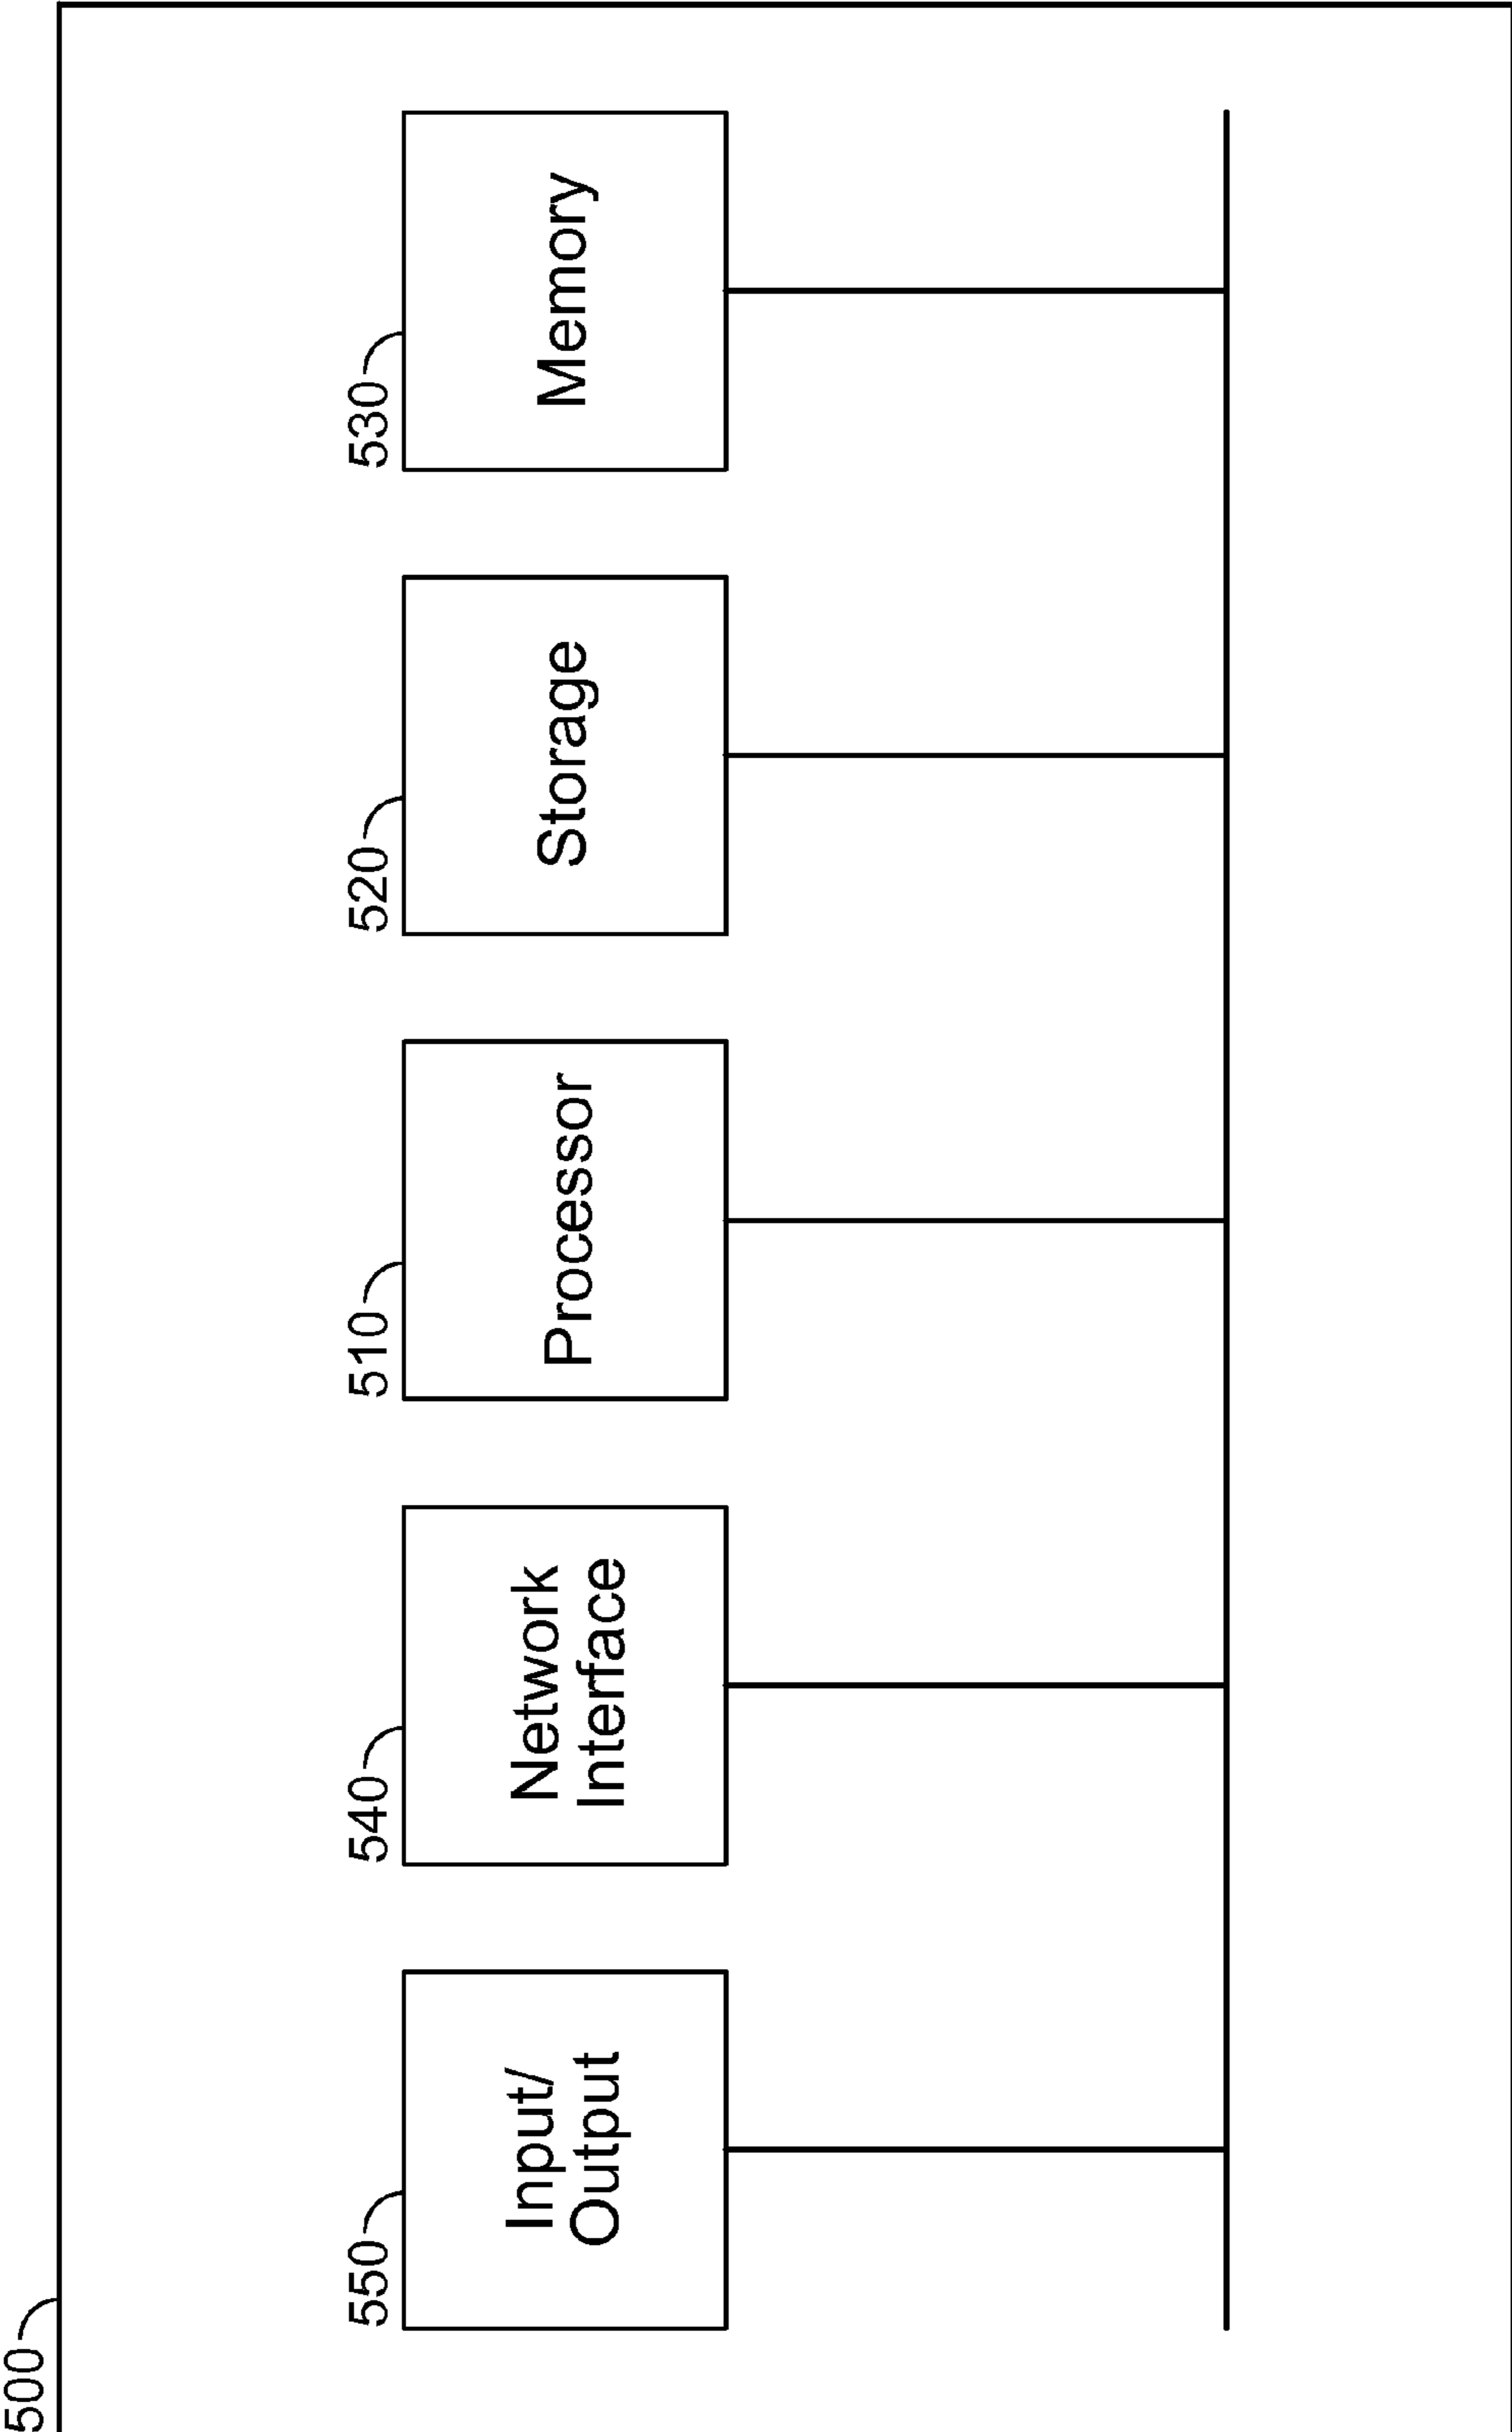 500
550
Input/
Output
540
Network
Interface
510
Processor
520
Storage
530
Memory